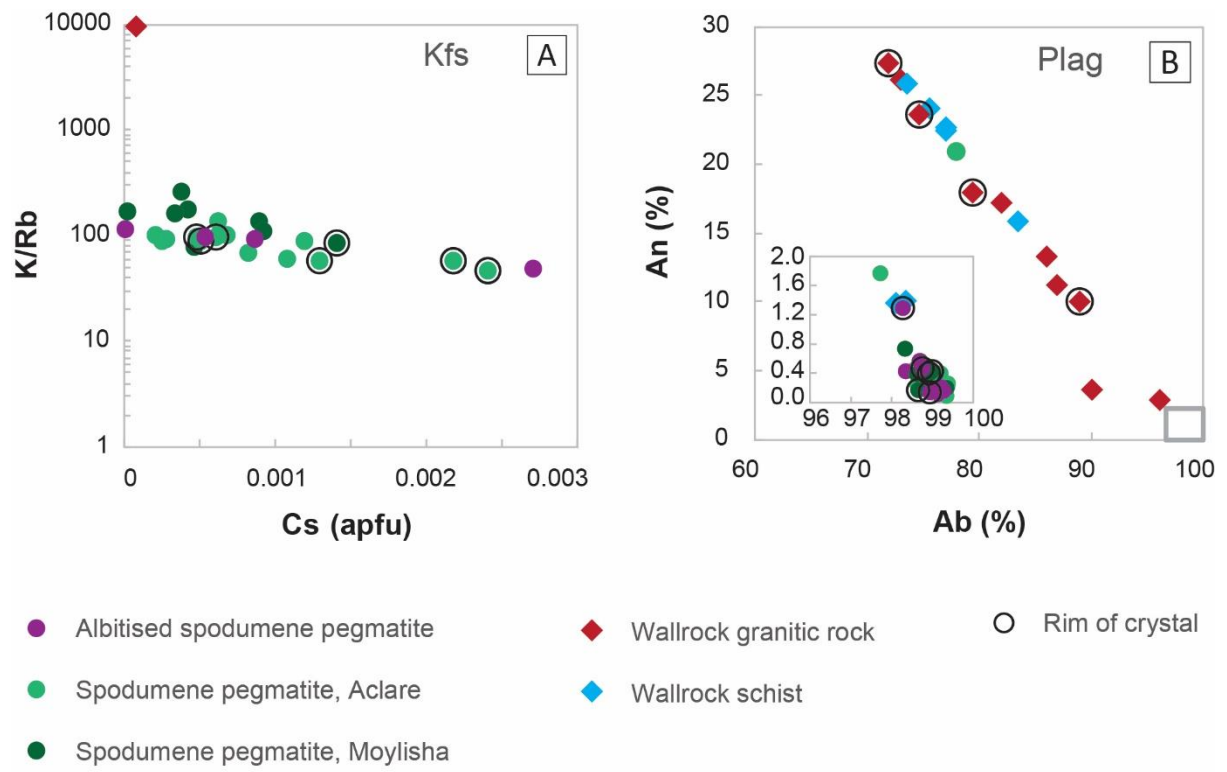 Kfs
A
10000
1000
100
10
1
K/Rb
0
0.001
0.002
0.003
Cs (apfu)
Plag
B
30
25
20
15
10
5
0
An (%)
2.0
1.6
1.2
0.8
0.4
0.0
96
97
98
99
100
60
70
80
90
100
Ab (%)
Albitised spodumene pegmatite
Spodumene pegmatite, Aclare
Spodumene pegmatite, Moylisha
Wallrock granitic rock
Wallrock schist
Rim of crystal